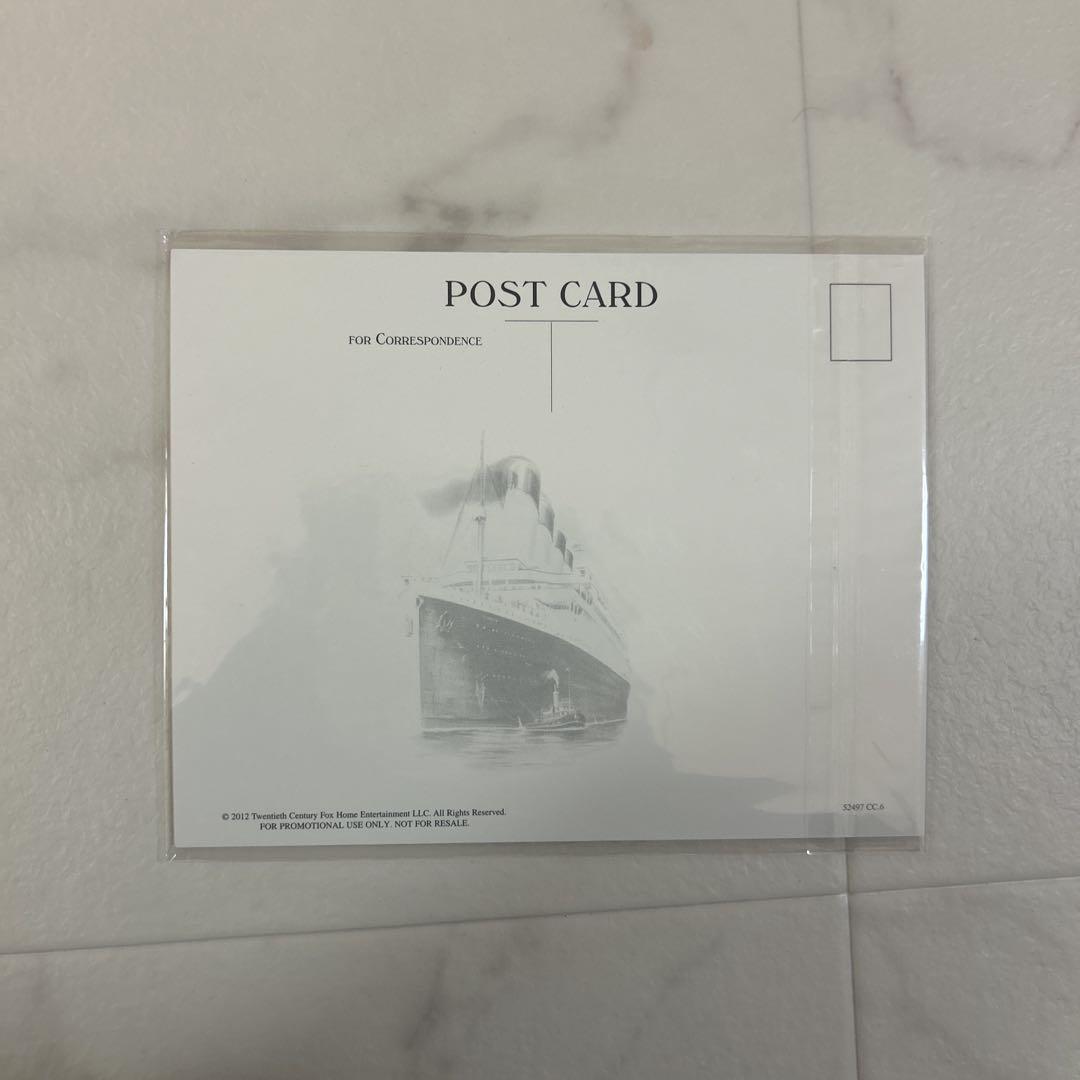 POST CARD
FOR CORRESPONDENCE
© 2012 Twentieth Century Fox Home Entertainment LLC. All Rights Reserved.
FOR PROMOTIONAL USE ONLY. NOT FOR RESALE.
52497 CC.6